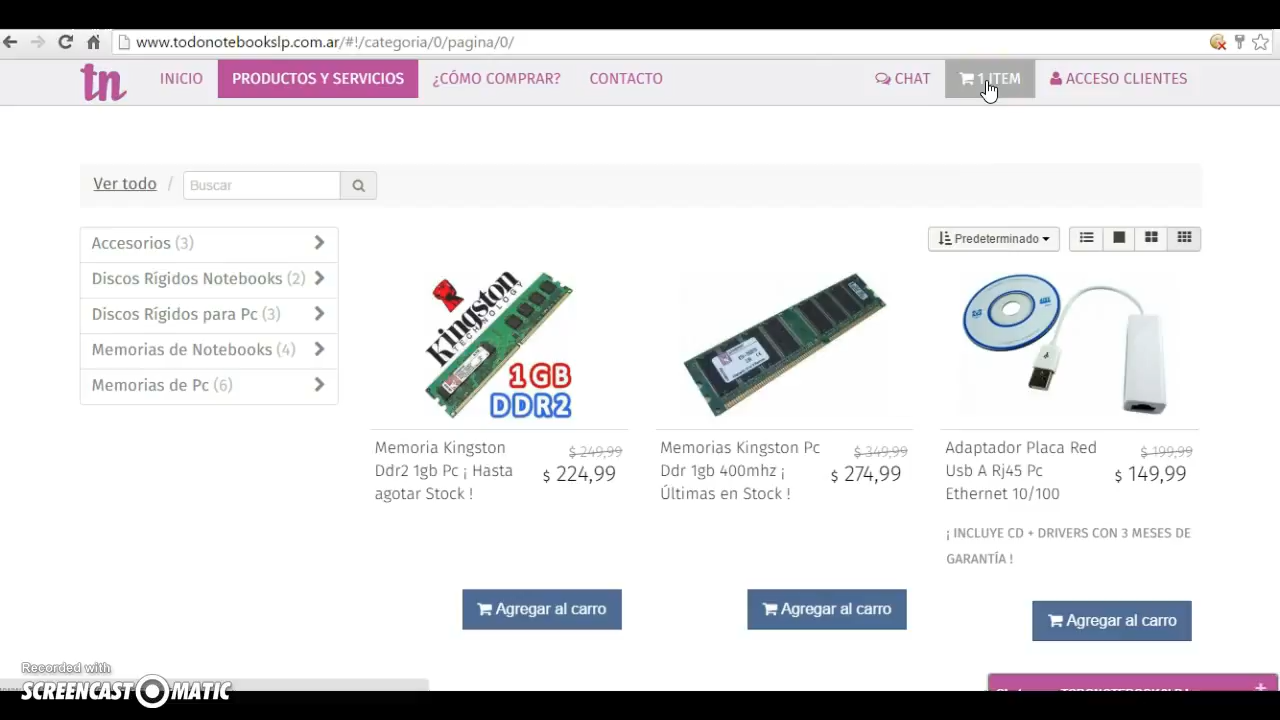 www.todonotebookslp.com.ar/#!/categoria/0/pagina/0/
tn
INICIO
PRODUCTOS Y SERVICIOS
¿CÓMO COMPRAR?
CONTACTO
CHAT
1 ITEM
ACCESO CLIENTES
Ver todo /
Buscar
Accesorios (3)
Discos Rígidos Notebooks (2)
Discos Rígidos para Pc (3)
Memorias de Notebooks (4)
Memorias de Pc (6)
Predeterminado
Kingston
TECHNOLOGY
1GB
DDR2
Memoria Kingston
Ddr2 1gb Pc ¡ Hasta
agotar Stock !
$ 249,99
$ 224,99
Memorias Kingston Pc
Ddr 1gb 400mhz ¡
Últimas en Stock !
$ 349,99
$ 274,99
Adaptador Placa Red
Usb A Rj45 Pc
Ethernet 10/100
$ 199,99
$ 149,99
¡ INCLUYE CD + DRIVERS CON 3 MESES DE
GARANTÍA !
Agregar al carro
Agregar al carro
Agregar al carro
Recorded with
SCREENCAST MATIC